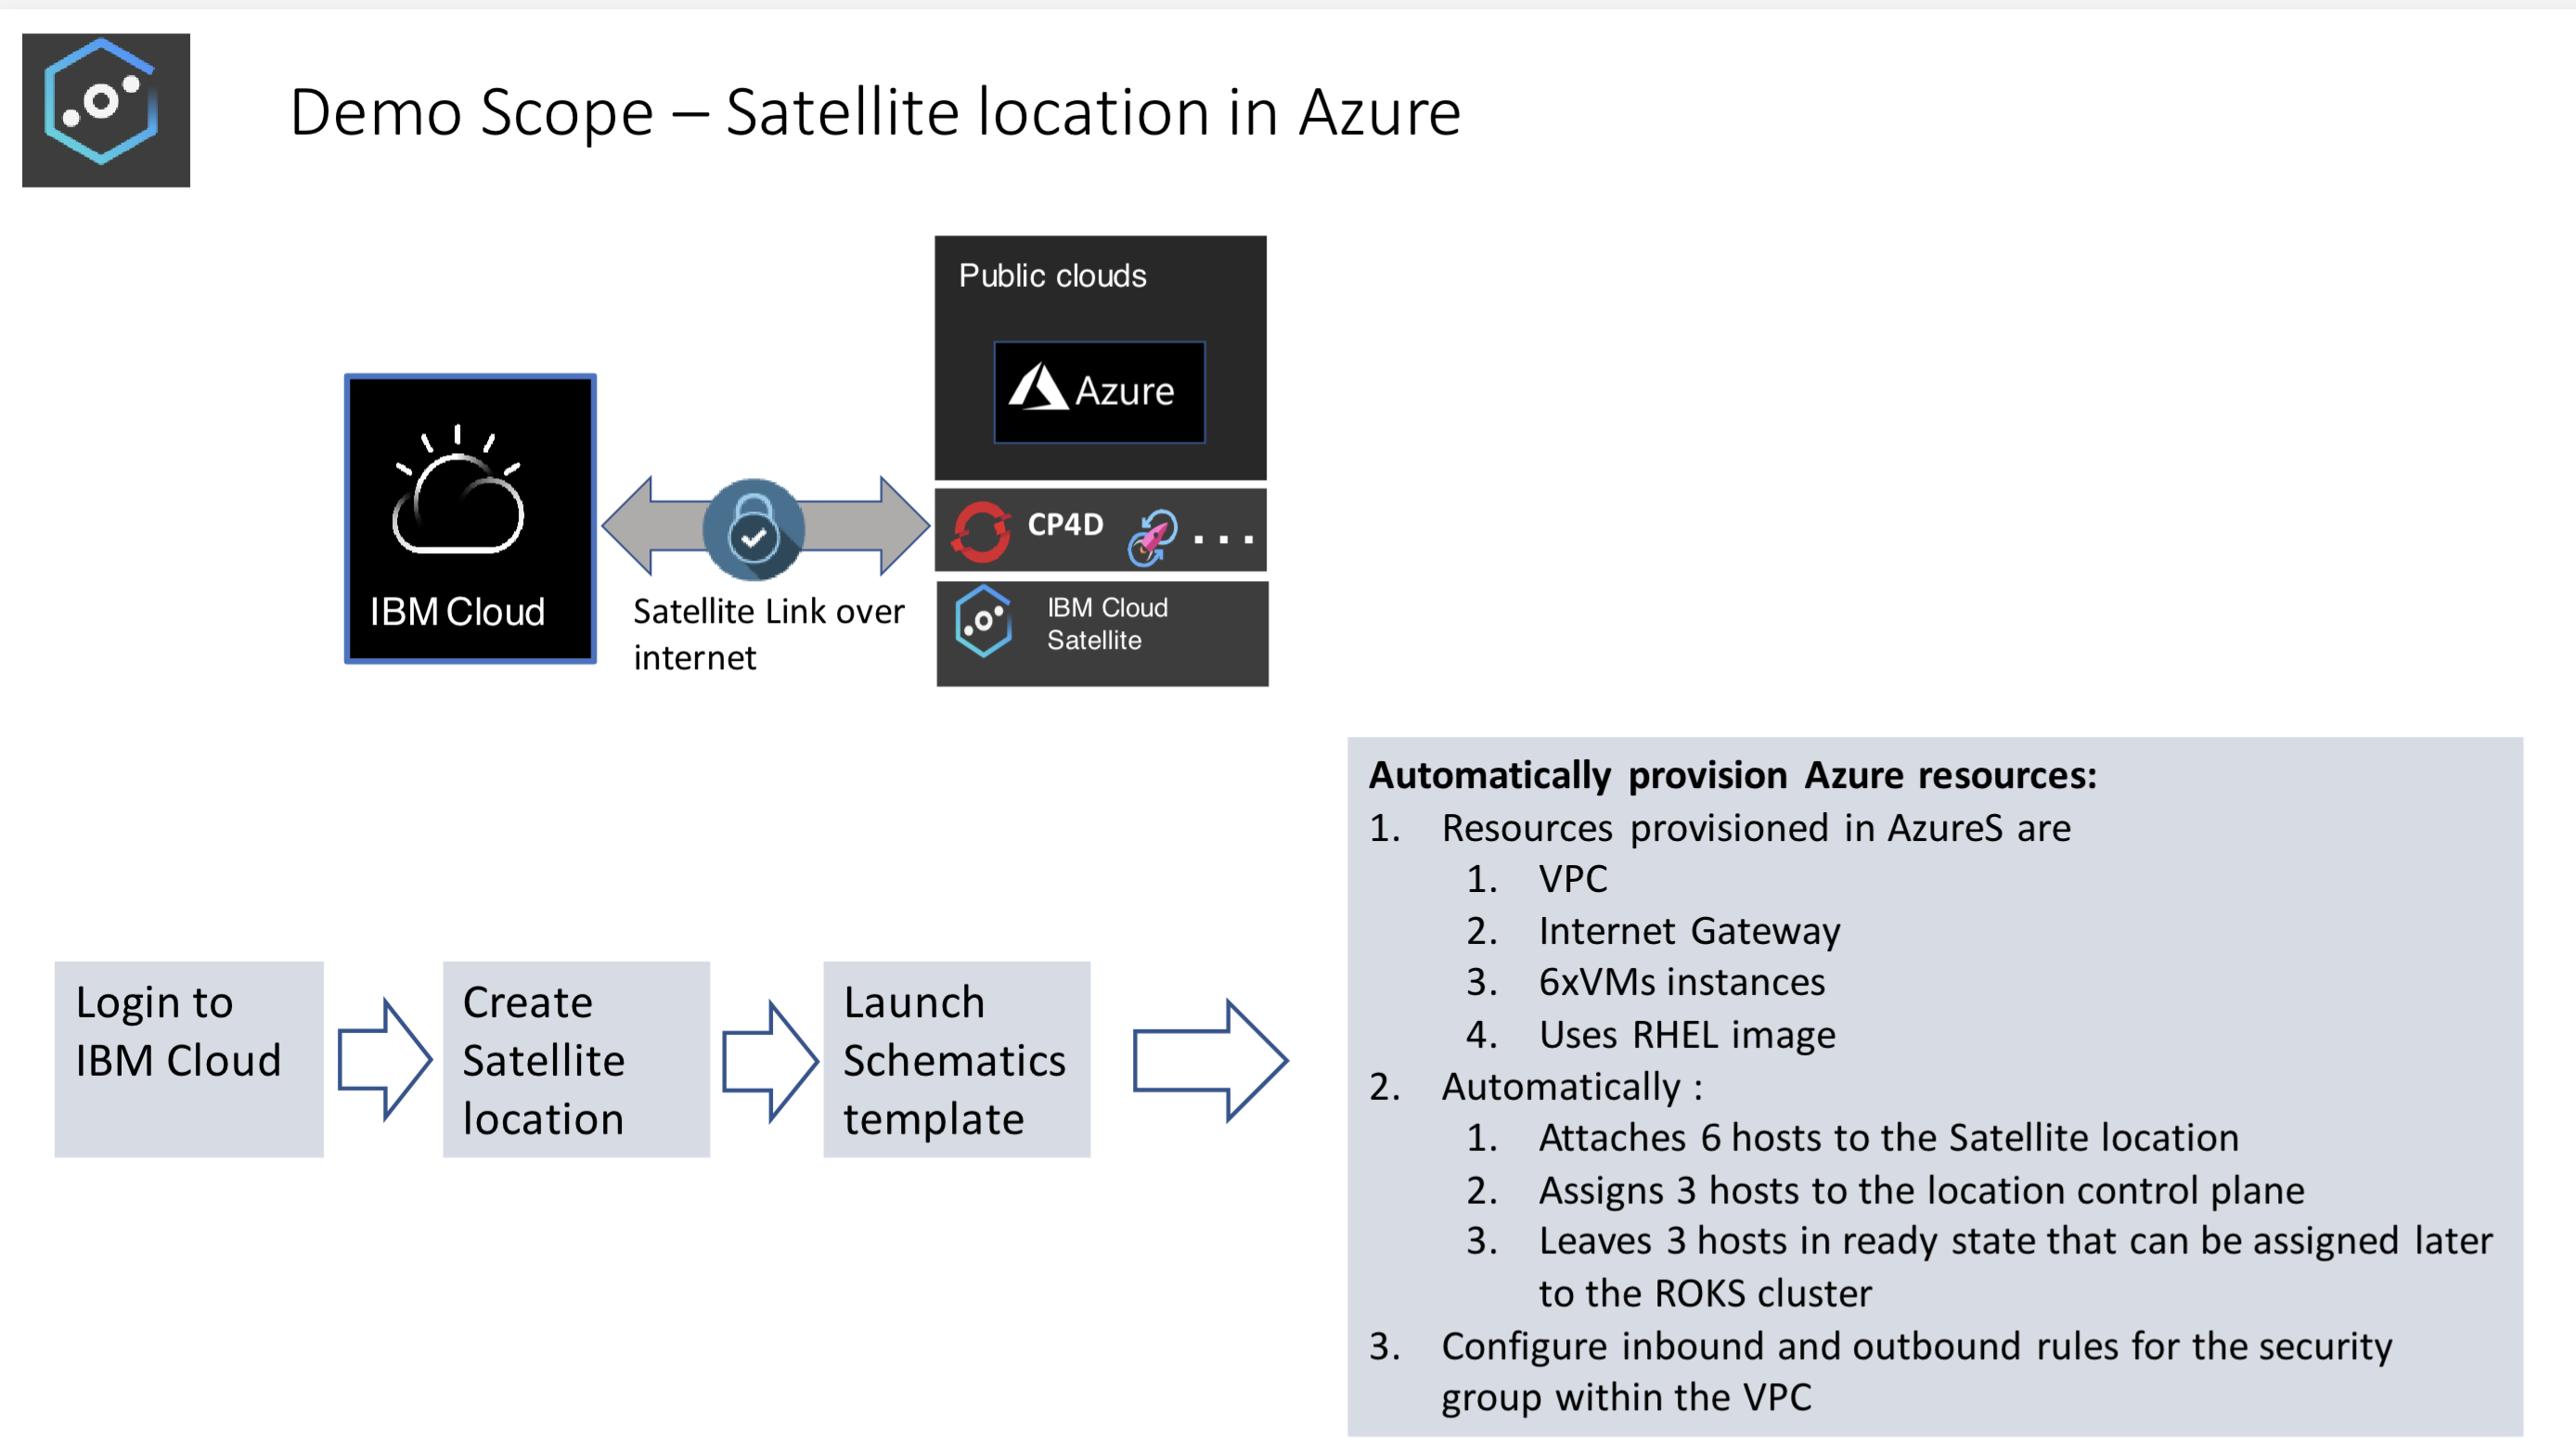 Demo Scope – Satellite location in Azure
Public clouds
Azure
CP4D
...
IBM Cloud
Satellite
IBM Cloud
Satellite Link over
internet
Login to
IBM Cloud
Create
Satellite
location
Launch
Schematics
template
Automatically provision Azure resources:
1. Resources provisioned in AzureS are
1. VPC
2. Internet Gateway
3. 6xVMs instances
4. Uses RHEL image
2. Automatically :
1. Attaches 6 hosts to the Satellite location
2. Assigns 3 hosts to the location control plane
3. Leaves 3 hosts in ready state that can be assigned later
to the ROKS cluster
3. Configure inbound and outbound rules for the security
group within the VPC